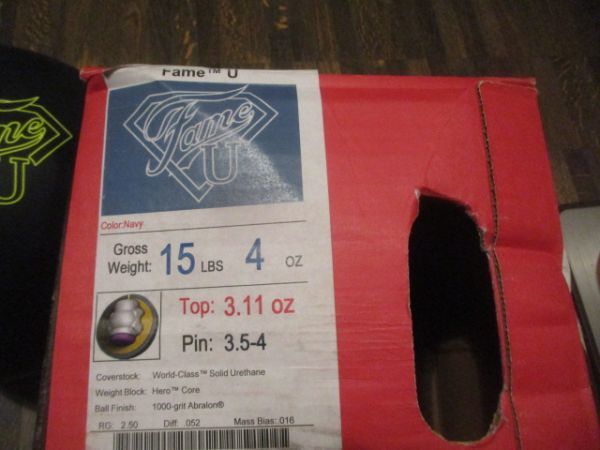 Fame™ U
Fame
U
me
U
Color:Navy
Gross Weight: 15 LBS 4 OZ
Top: 3.11 oz
Pin: 3.5-4
Coverstock: World-Class™ Solid Urethane
Weight Block: Hero™ Core
Ball Finish: 1000-grit Abralon®
RG: 2.50 Diff: .052 Mass Bias: .016